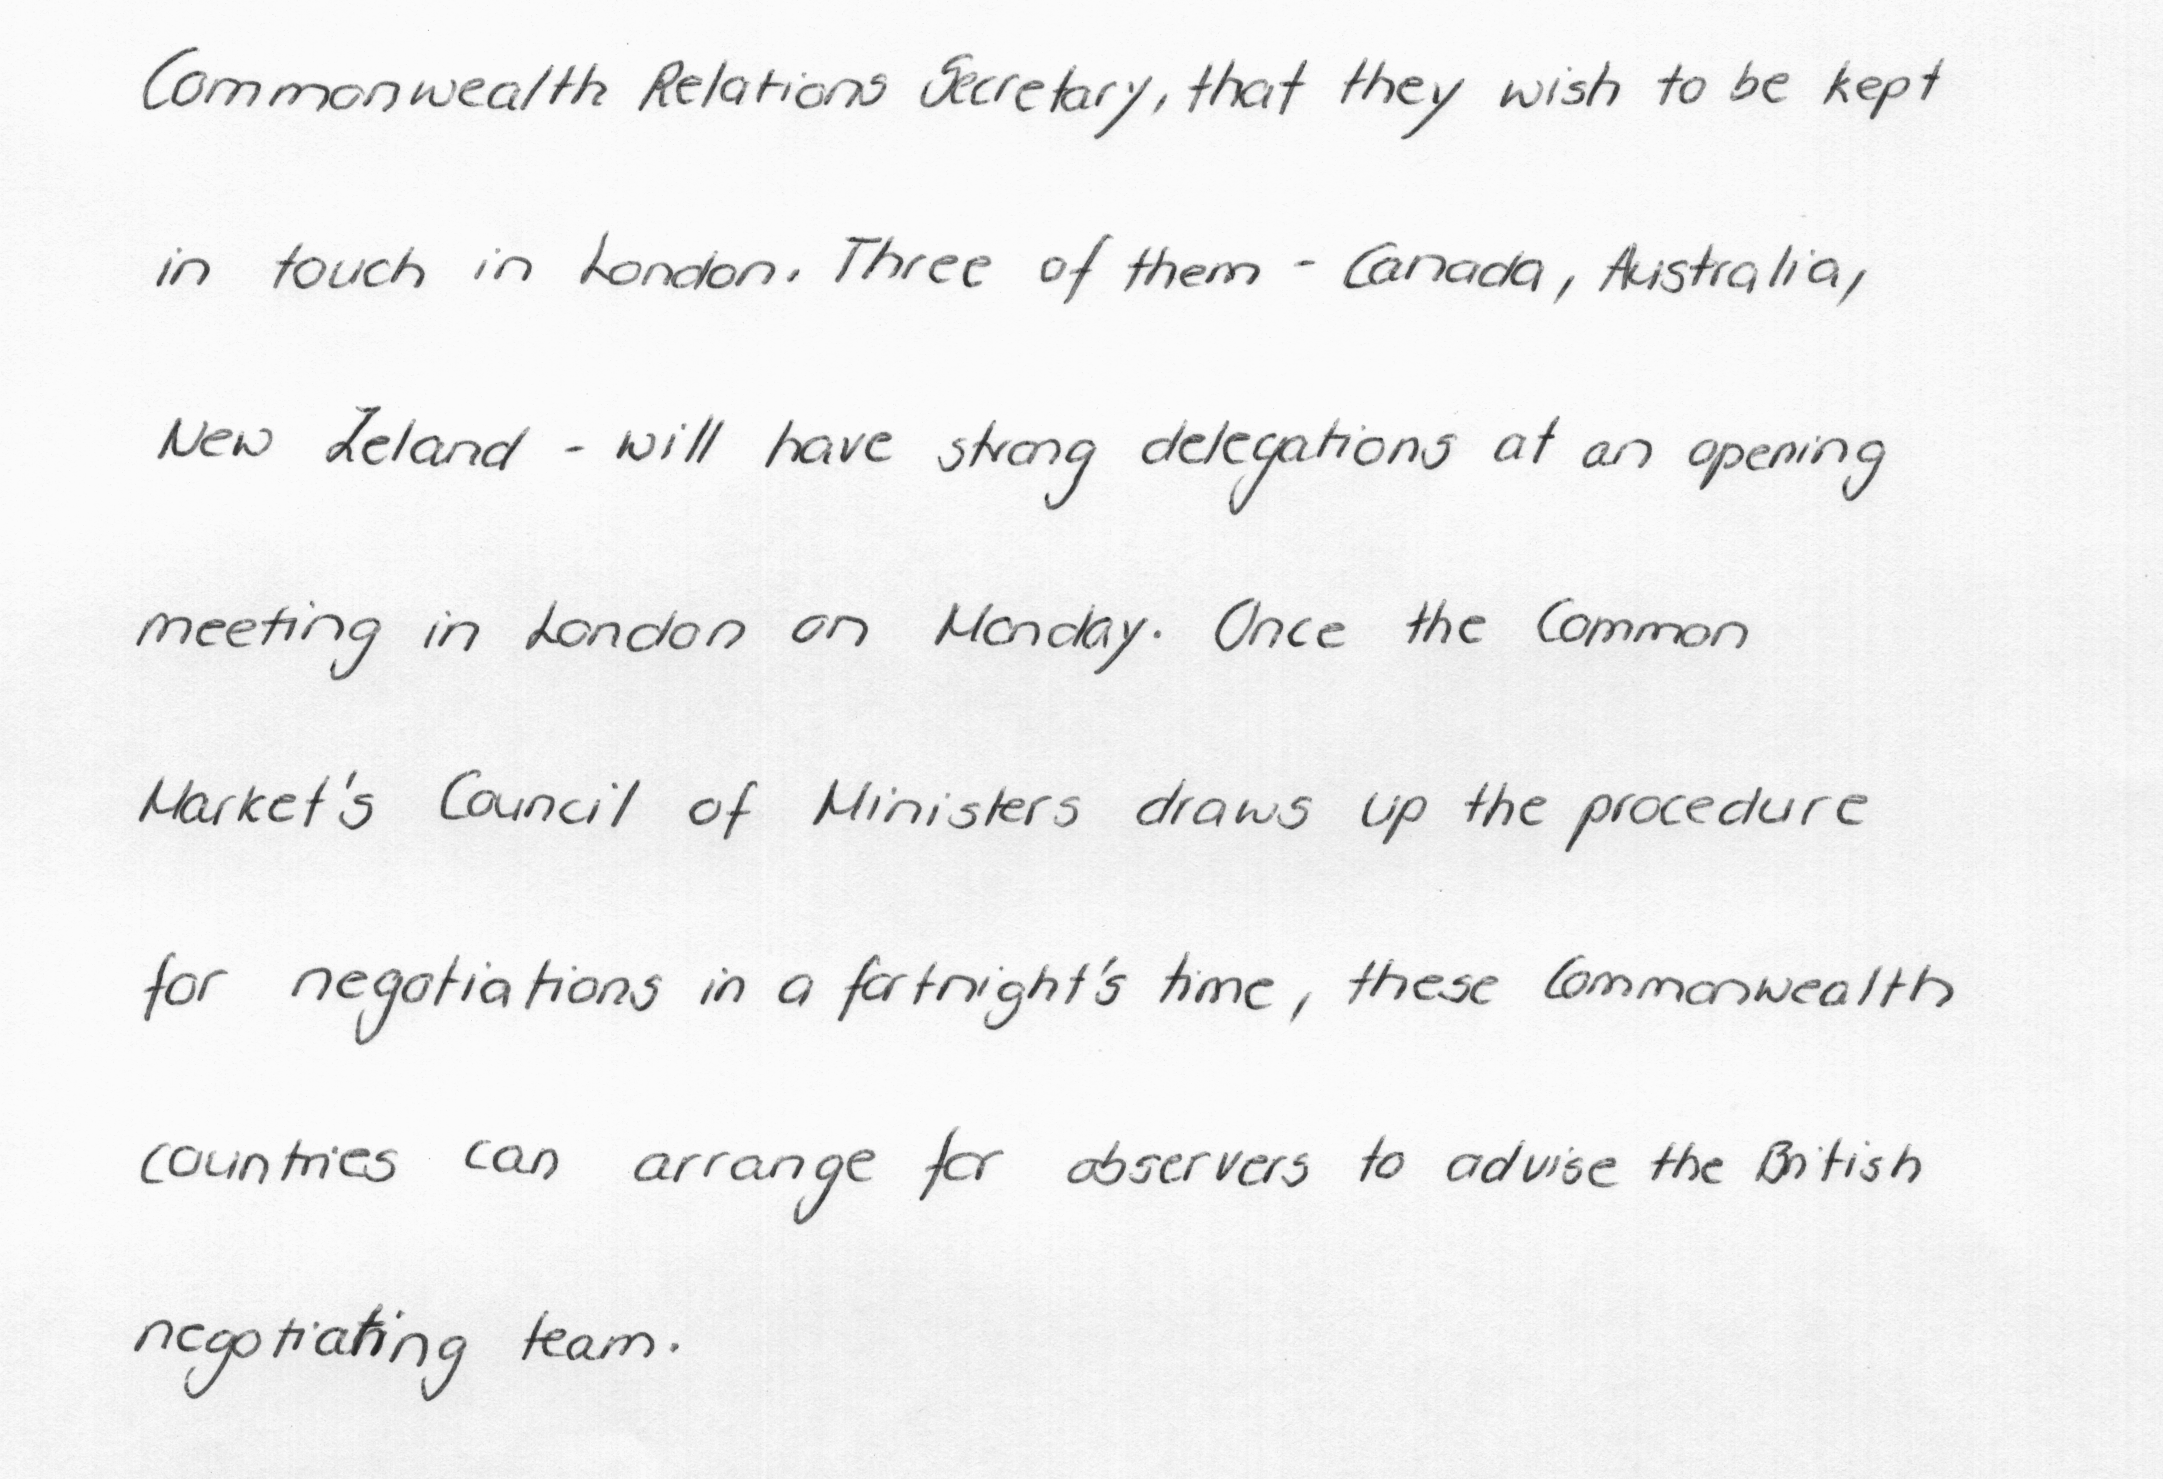 Commonwealth Relations Secretary, that they wish to be kept
in touch in London. Three of them - Canada, Australia,
New Zeland - will have strong delegations at an opening
meeting in London on Monday. Once the Common
Market's Council of Ministers draws up the procedure
for negotiations in a fortnight's time, these Commonwealth
countries can arrange for observers to advise the British
negotiating team.